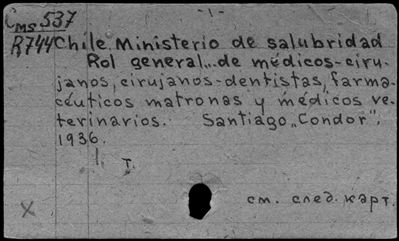 - 1 -
CMS 537
R744 Chile. Ministerio de salubridad
Rol general... de médicos-ciru-
janos, cirujanos-dentistas, farma-
céuticos matronas y médicos ve-
terinarios. Santiago, „Condor",
1936.
I.
см. след. карт.
X